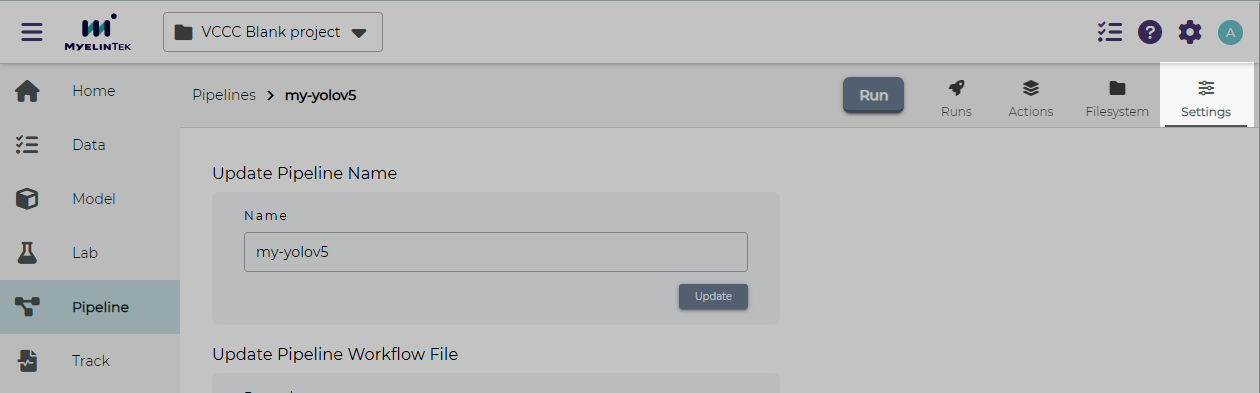 MYELINTEK
VCCC Blank project
?
A
Home
Data
Model
Lab
Pipeline
Track
Pipelines > my-yolov5
Run
Runs
Actions
Filesystem
Settings
Update Pipeline Name
Name
my-yolov5
Update
Update Pipeline Workflow File